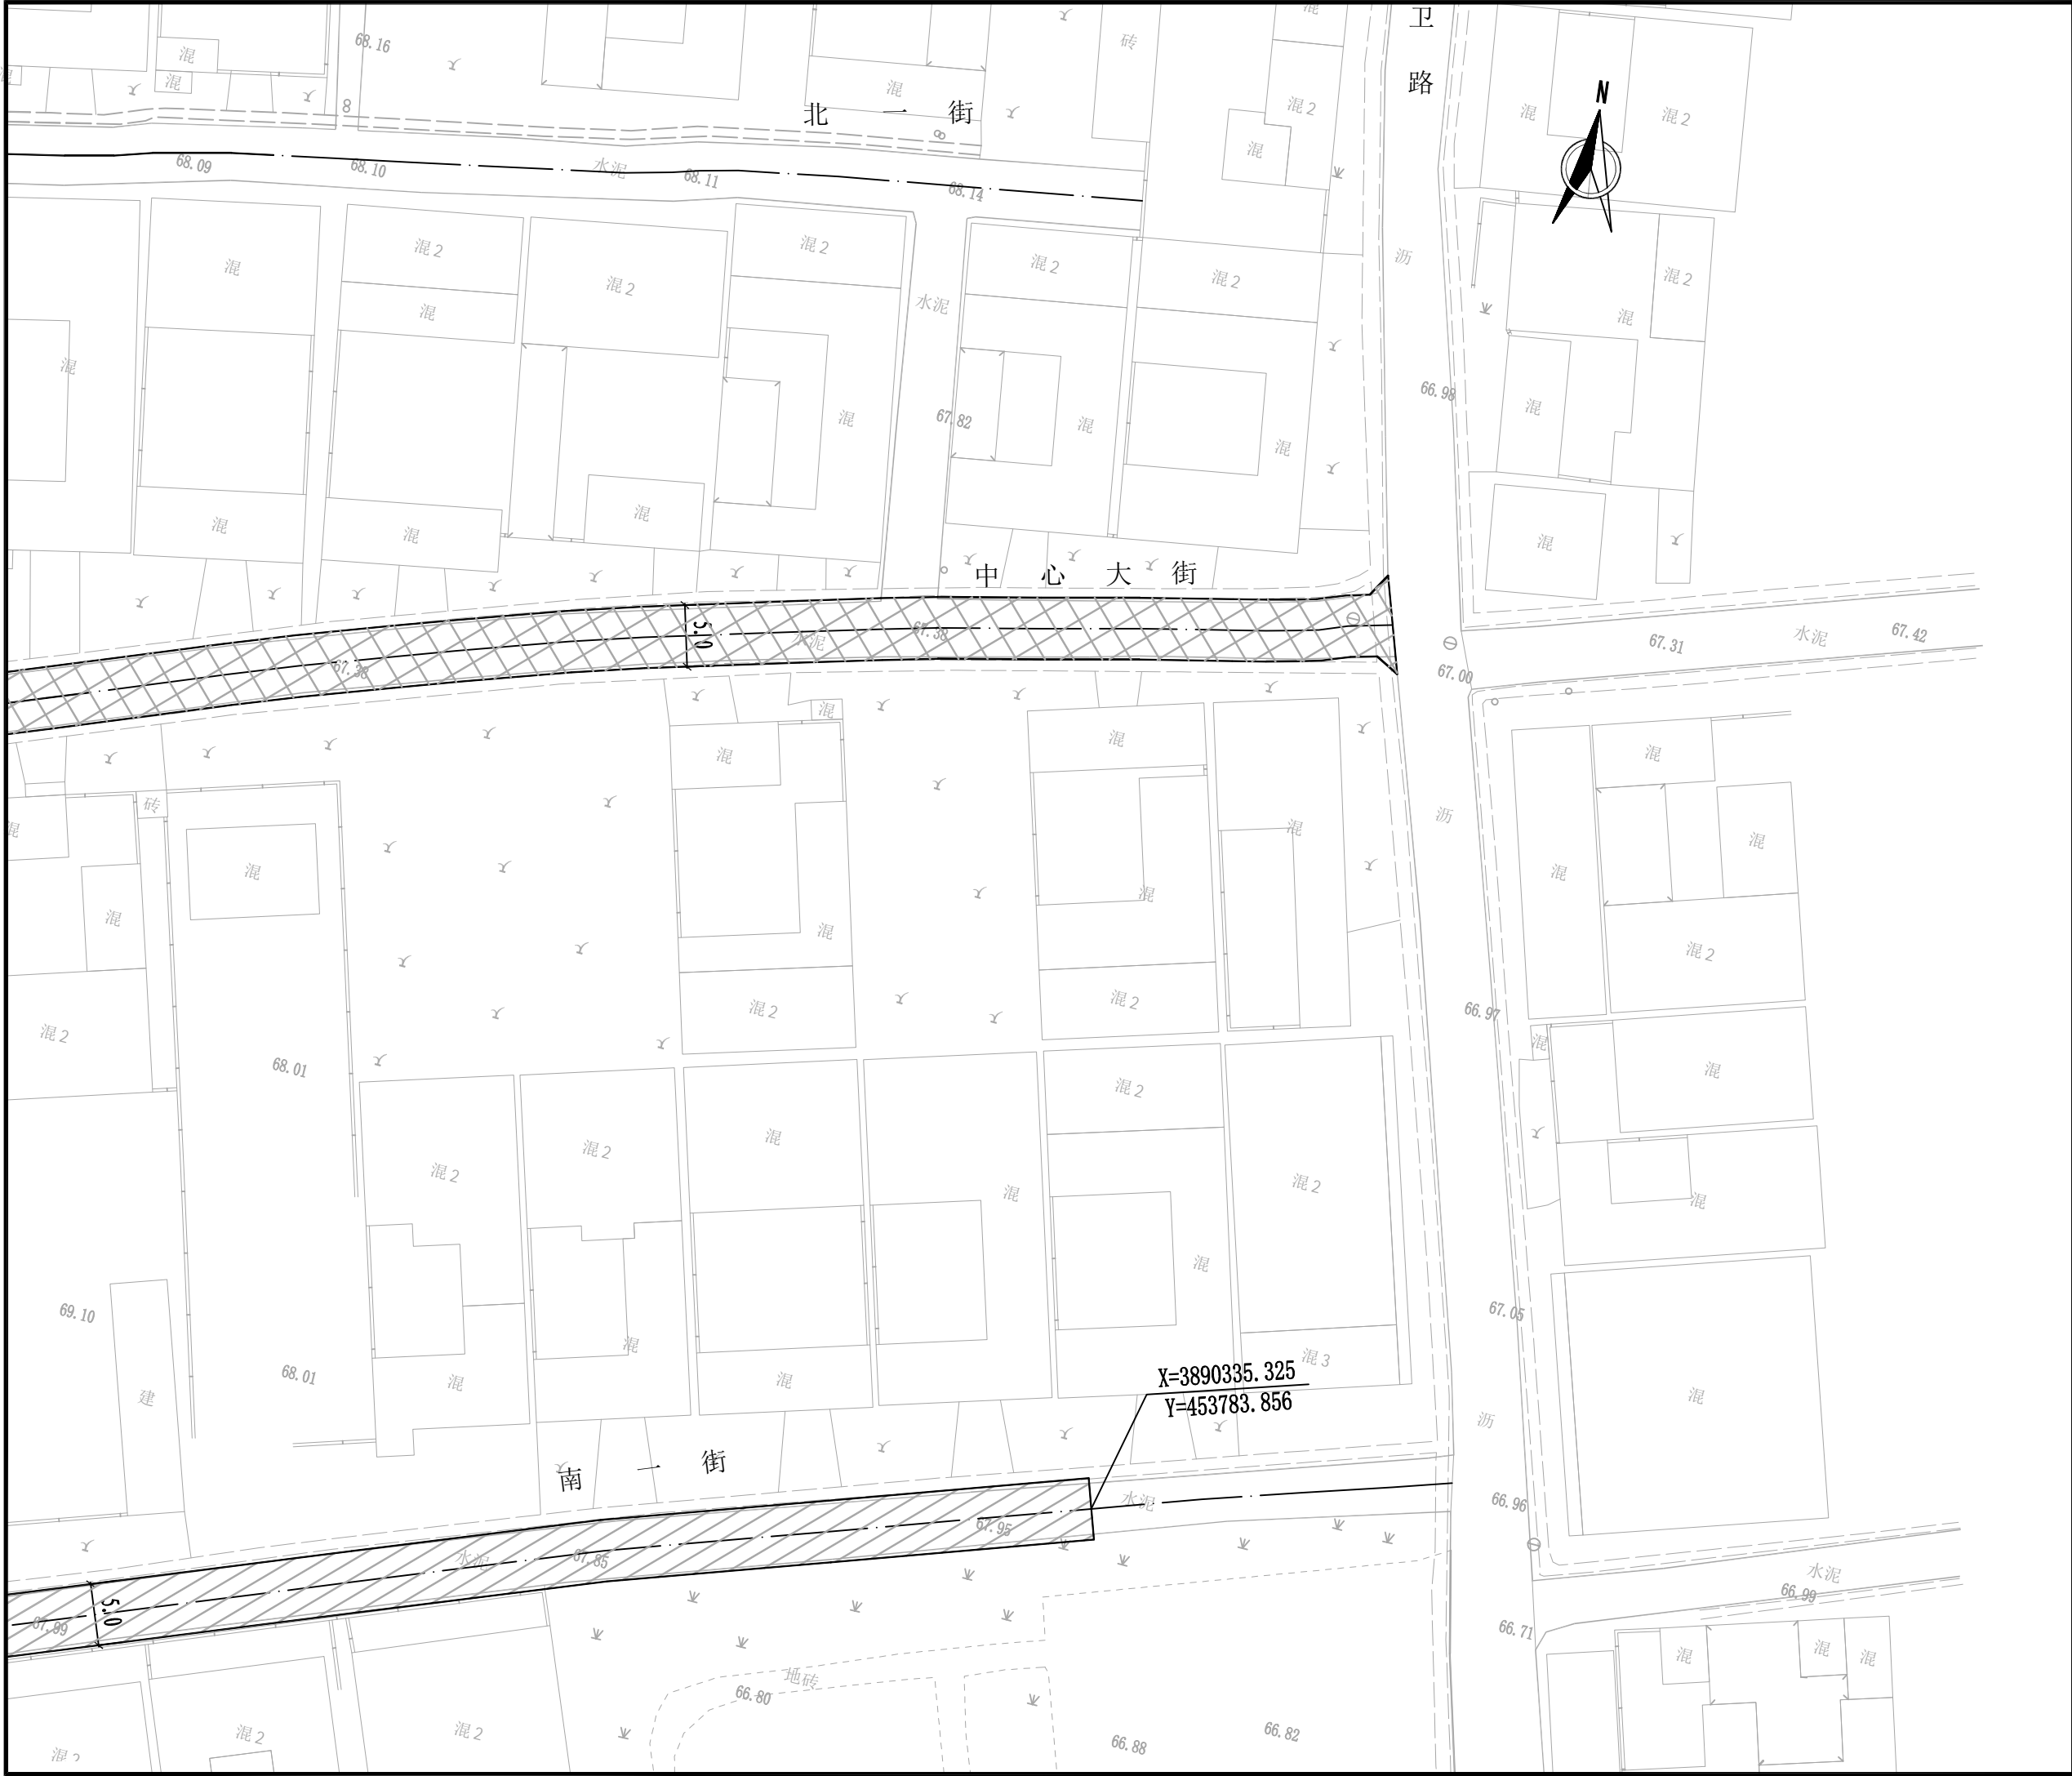 混
卫
68.16
混
砖
路
N
混
混
混2
混
混2
北一街
混
68.09
68.10
水泥
68.11
68.14
混
混2
混2
混
混2
混2
混2
沥
混2
混
水泥
混
混
66.98
混
67.82
混
混
混
混
混
混
混
中心大街
5.0
67.38
水泥
67.38
67.31
水泥
67.42
67.00
混
混
混
混
混
砖
混
沥
混
混
混
混
混
混
混
混2
混2
混2
66.97
混2
混
68.01
混
混2
混
混2
混2
混
混2
混
混
69.10
67.05
混
混3
68.01
混
混
建
混
X=3890335.325
Y=453783.856
沥
南一街
水泥
66.96
67.95
水泥
67.85
水泥
66.99
5.0
67.99
66.71
混
混
混
地砖
66.80
混2
混2
66.82
66.88
混2